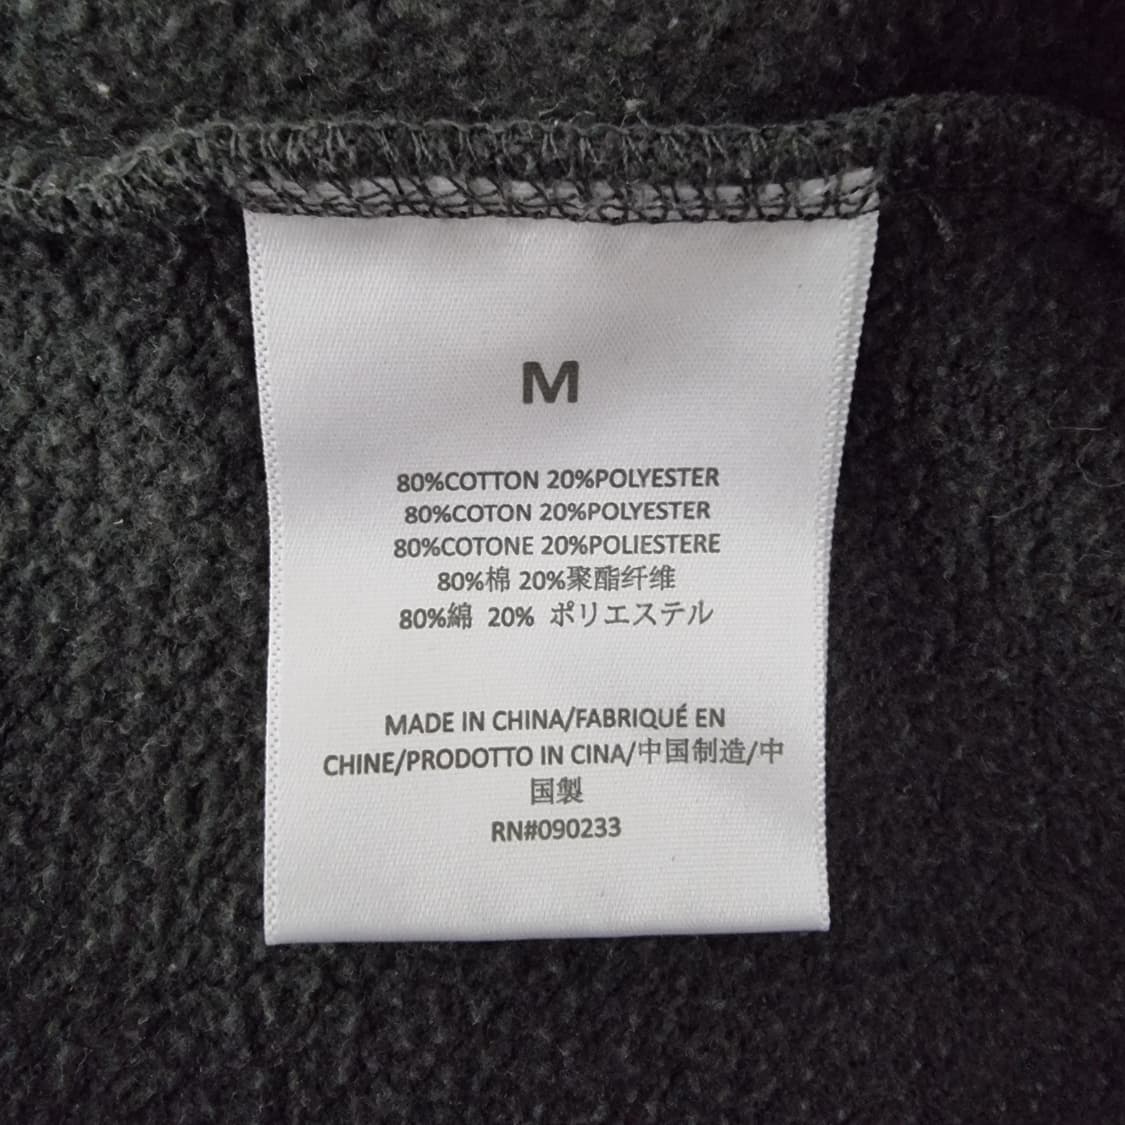 M
80%COTTON 20%POLYESTER
80%COTON 20%POLYESTER
80%COTONE 20%POLIESTERE
80%棉 20%聚酯纤维
80%綿 20% ポリエステル
MADE IN CHINA/FABRIQUÉ EN
CHINE/PRODOTTO IN CINA/中国制造/中
国製
RN#090233